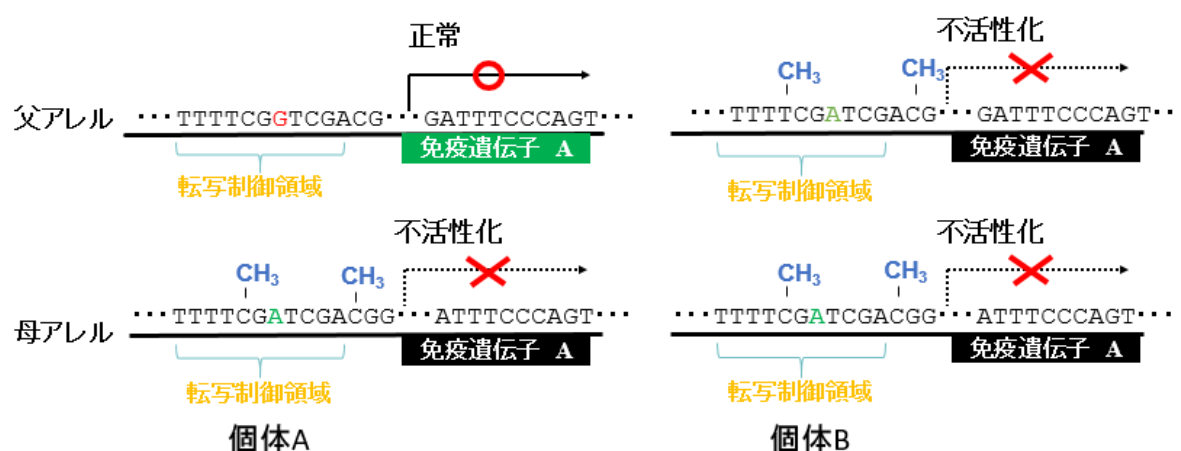 正常
不活性化
CH3
CH3
父アレル
···TTTTCGGTCGACG···GATTTCCCAGT···
···TTTTCGATCGACG···GATTTCCCAGT···
免疫遺伝子 A
免疫遺伝子 A
転写制御領域
転写制御領域
不活性化
不活性化
CH3
CH3
CH3
CH3
母アレル
···TTTTCGATCGACGG···ATTTCCCAGT···
···TTTTCGATCGACGG···ATTTCCCAGT···
免疫遺伝子 A
免疫遺伝子 A
転写制御領域
転写制御領域
個体A
個体B